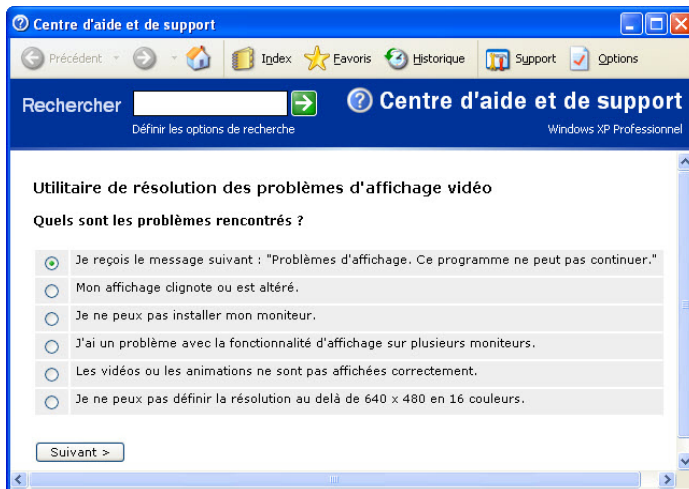 Centre d'aide et de support
Précédent
Index
Favoris
Historique
Support
Options
Rechercher
Centre d'aide et de support
Définir les options de recherche
Windows XP Professionnel
Utilitaire de résolution des problèmes d'affichage vidéo
Quels sont les problèmes rencontrés ?
Je reçois le message suivant : "Problèmes d'affichage. Ce programme ne peut pas continuer."
Mon affichage clignote ou est altéré.
Je ne peux pas installer mon moniteur.
J'ai un problème avec la fonctionnalité d'affichage sur plusieurs moniteurs.
Les vidéos ou les animations ne sont pas affichées correctement.
Je ne peux pas définir la résolution au delà de 640 x 480 en 16 couleurs.
Suivant >